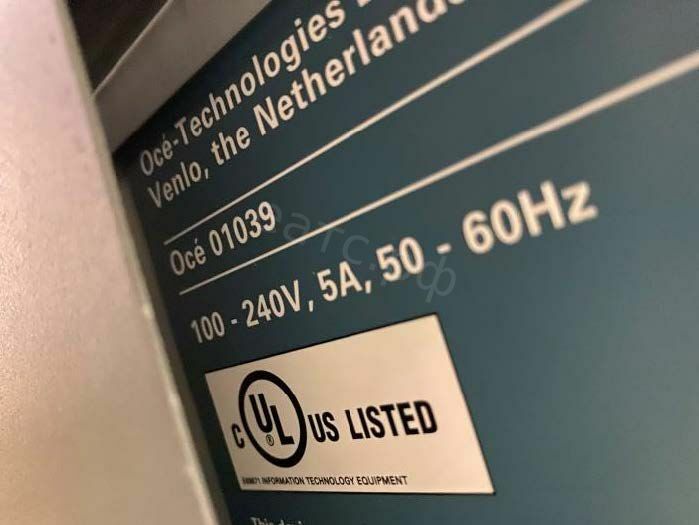 Océ-Technologies
Venlo, the Netherlands
Océ 01039
100 - 240V, 5A, 50 - 60Hz
C UL® US LISTED
INFORMATION TECHNOLOGY EQUIPMENT